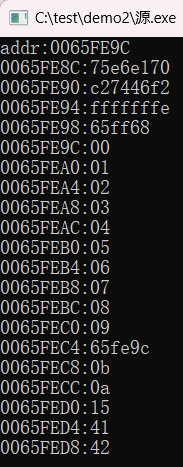 C:\test\demo2\源.exe
addr:0065FE9C
0065FE8C:75e6e170
0065FE90:c27446f2
0065FE94:fffffffe
0065FE98:65ff68
0065FE9C:00
0065FEA0:01
0065FEA4:02
0065FEA8:03
0065FEAC:04
0065FEB0:05
0065FEB4:06
0065FEB8:07
0065FEBC:08
0065FEC0:09
0065FEC4:65fe9c
0065FEC8:0b
0065FECC:0a
0065FED0:15
0065FED4:41
0065FED8:42